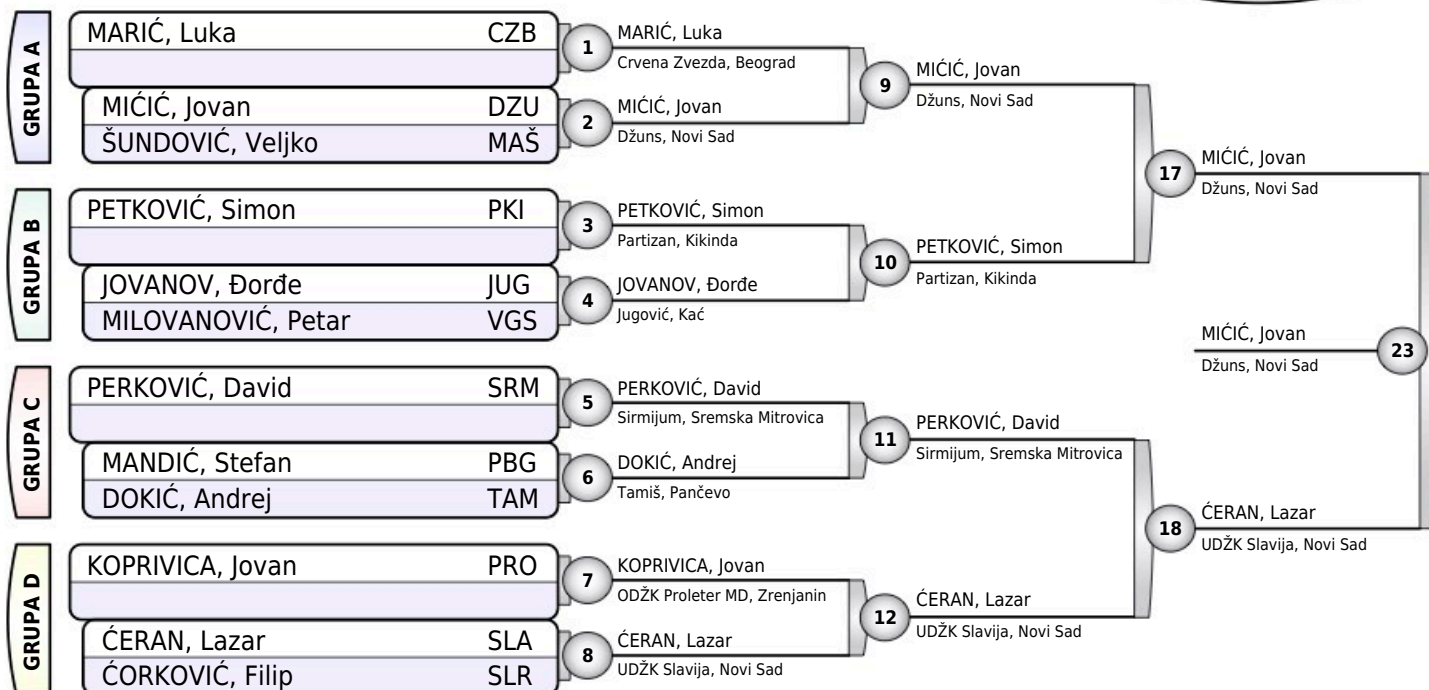 GRUPA A
MARIĆ, Luka CZB
MIĆIĆ, Jovan DZU
ŠUNDOVIĆ, Veljko MAŠ
GRUPA B
PETKOVIĆ, Simon PKI
JOVANOV, Đorđe JUG
MILOVANOVIĆ, Petar VGS
GRUPA C
PERKOVIĆ, David SRM
MANDIĆ, Stefan PBG
DOKIĆ, Andrej TAM
GRUPA D
KOPRIVICA, Jovan PRO
ĆERAN, Lazar SLA
ĆORKOVIĆ, Filip SLR
1
MARIĆ, Luka
Crvena Zvezda, Beograd
2
MIĆIĆ, Jovan
Džuns, Novi Sad
3
PETKOVIĆ, Simon
Partizan, Kikinda
4
JOVANOV, Đorđe
Jugović, Kać
5
PERKOVIĆ, David
Sirmijum, Sremska Mitrovica
6
DOKIĆ, Andrej
Tamiš, Pančevo
7
KOPRIVICA, Jovan
ODŽK Proleter MD, Zrenjanin
8
ĆERAN, Lazar
UDŽK Slavija, Novi Sad
9
MIĆIĆ, Jovan
Džuns, Novi Sad
10
PETKOVIĆ, Simon
Partizan, Kikinda
11
PERKOVIĆ, David
Sirmijum, Sremska Mitrovica
12
ĆERAN, Lazar
UDŽK Slavija, Novi Sad
17
MIĆIĆ, Jovan
Džuns, Novi Sad
18
ĆERAN, Lazar
UDŽK Slavija, Novi Sad
MIĆIĆ, Jovan
Džuns, Novi Sad
23